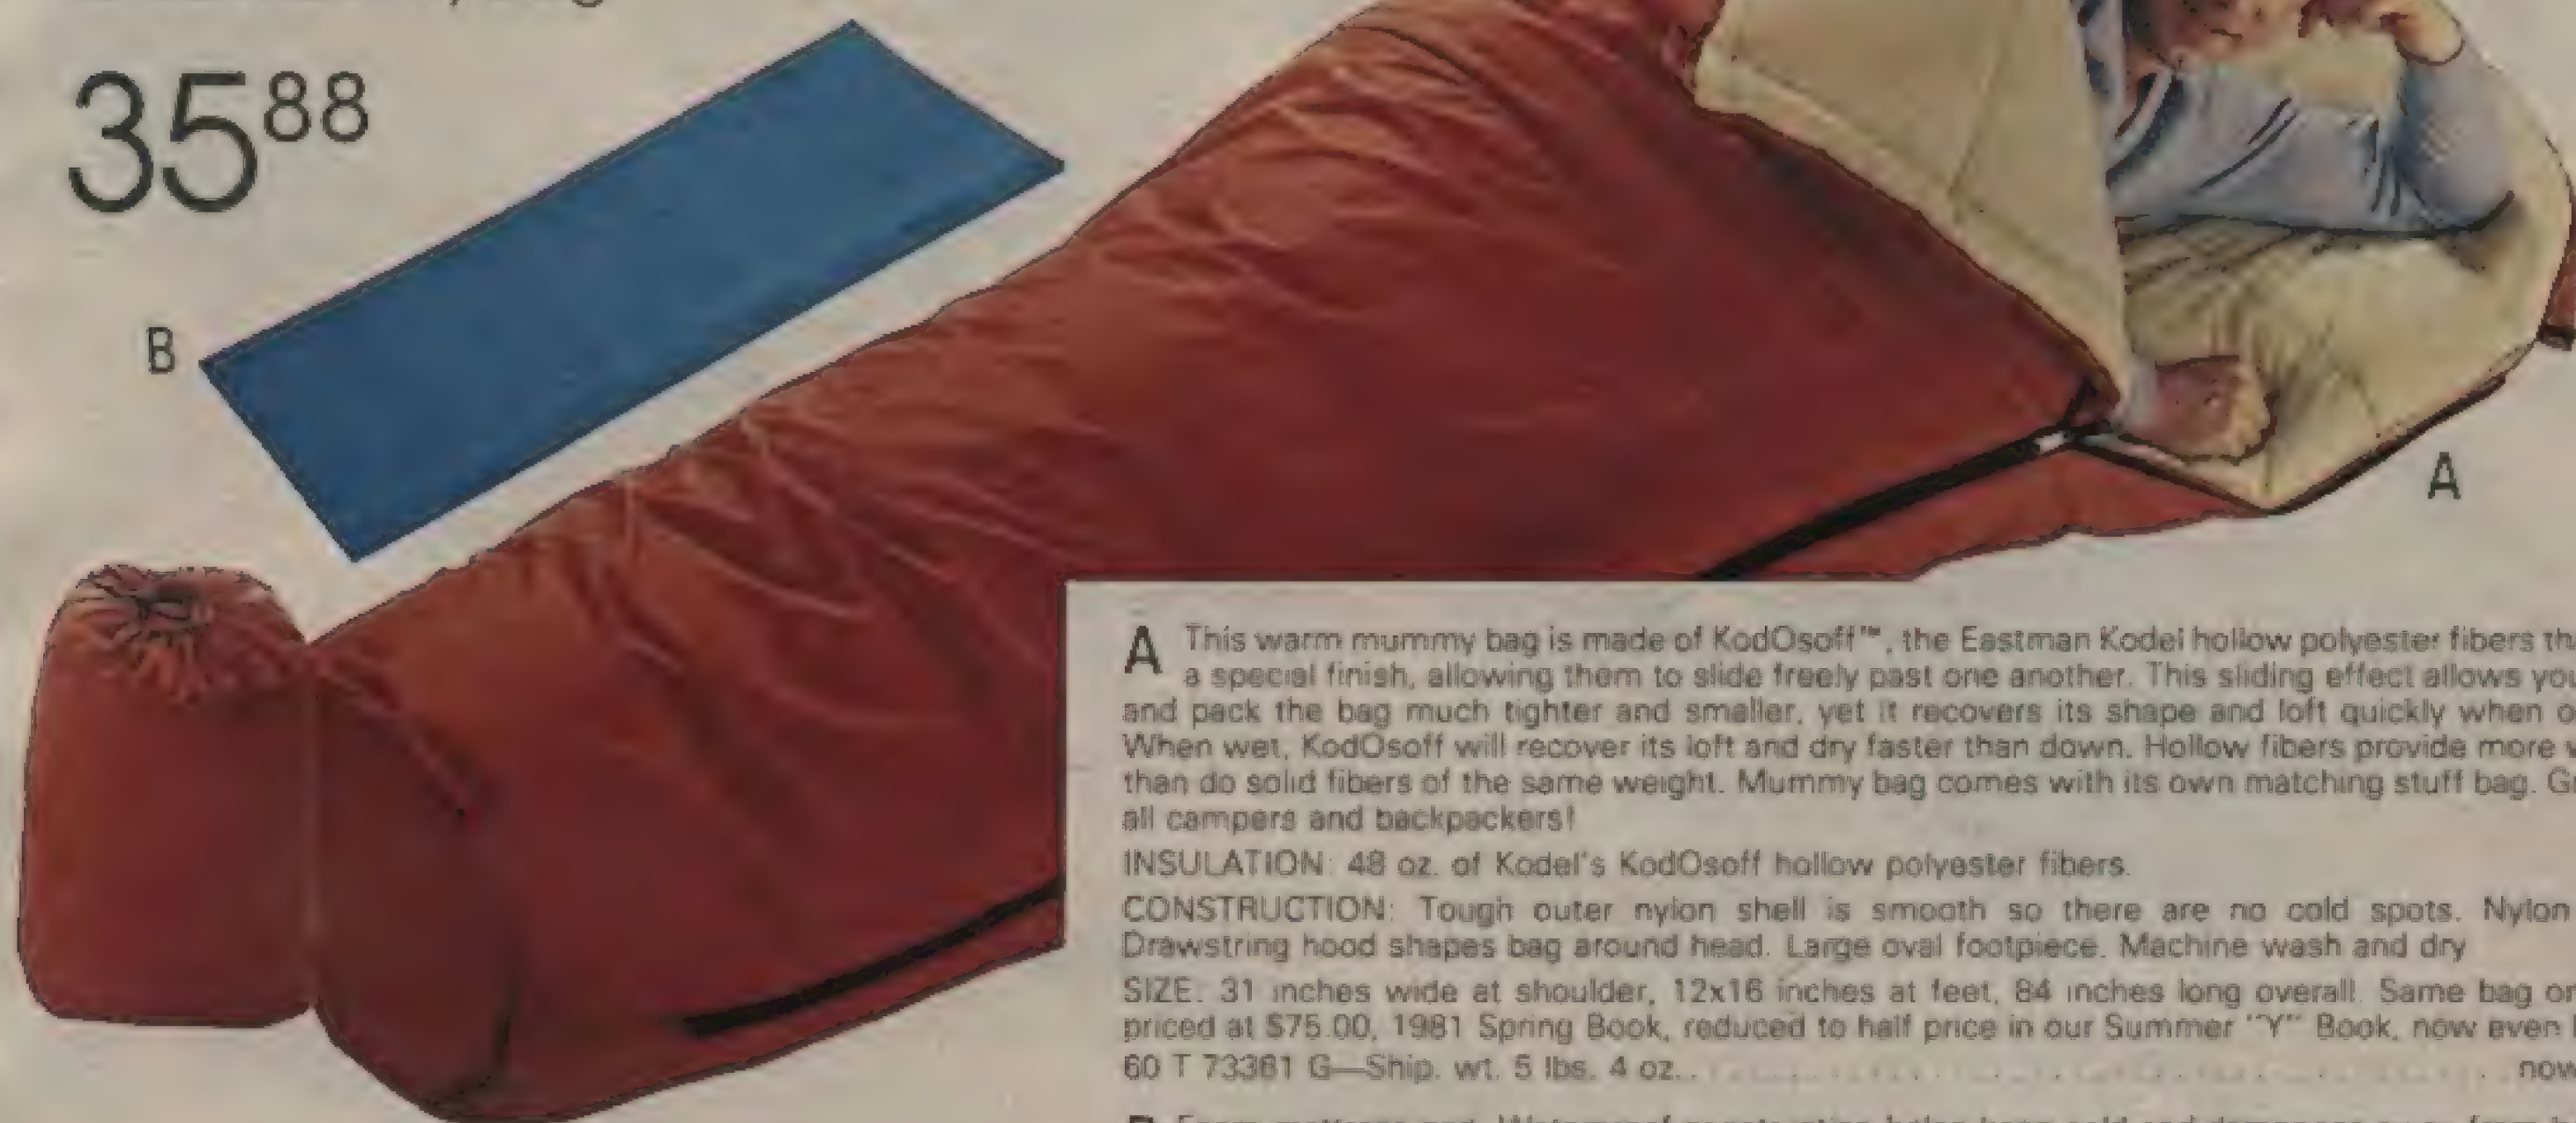 35 88
B
A
A This warm mummy bag is made of KodOsoff™, the Eastman Kodel hollow polyester fibers
a special finish, allowing them to slide freely past one another. This sliding effect allows
and pack the bag much tighter and smaller, yet it recovers its shape and loft quickly when
When wet, KodOsoff will recover its loft and dry faster than down. Hollow fibers provide more
than do solid fibers of the same weight. Mummy bag comes with its own matching stuff bag.
all campers and backpackers!
INSULATION: 48 oz. of Kodel's KodOsoff hollow polyester fibers.
CONSTRUCTION: Tough outer nylon shell is smooth so there are no cold spots. Nylon
Drawstring hood shapes bag around head. Large oval footpiece. Machine wash and dry
SIZE: 31 inches wide at shoulder, 12x16 inches at feet, 84 inches long overall. Same bag
priced at $75.00, 1981 Spring Book, reduced to half price in our Summer "Y" Book, now even
60 T 73361 G—Ship. wt. 5 lbs. 4 oz. . . . . . . . . . . . . . . . . . . . now